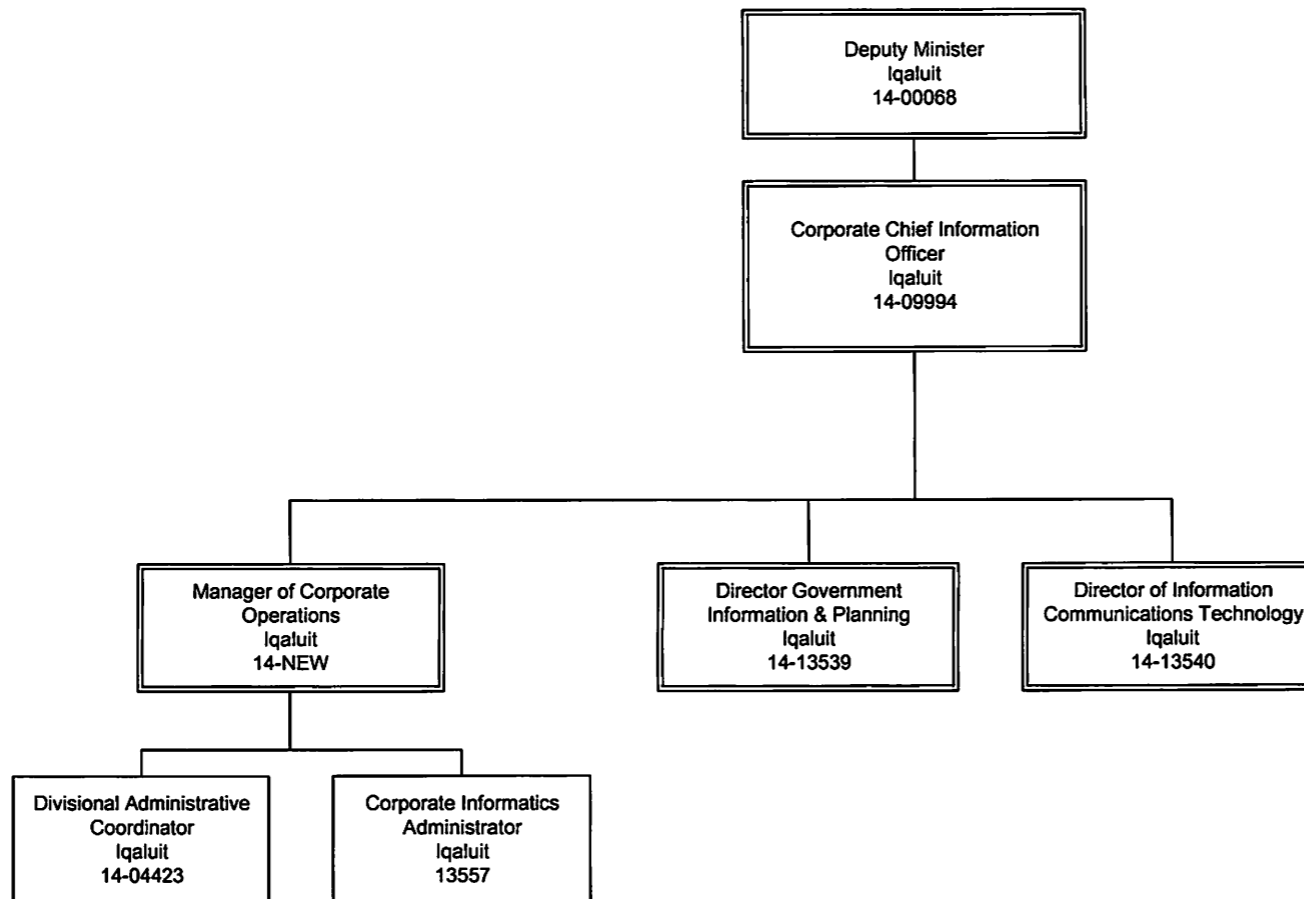 Deputy Minister
Iqaluit
14-00068
Corporate Chief Information
Officer
Iqaluit
14-09994
Manager of Corporate
Operations
Iqaluit
14-NEW
Director Government
Information & Planning
Iqaluit
14-13539
Director of Information
Communications Technology
Iqaluit
14-13540
Divisional Administrative
Coordinator
Iqaluit
14-04423
Corporate Informatics
Administrator
Iqaluit
13557